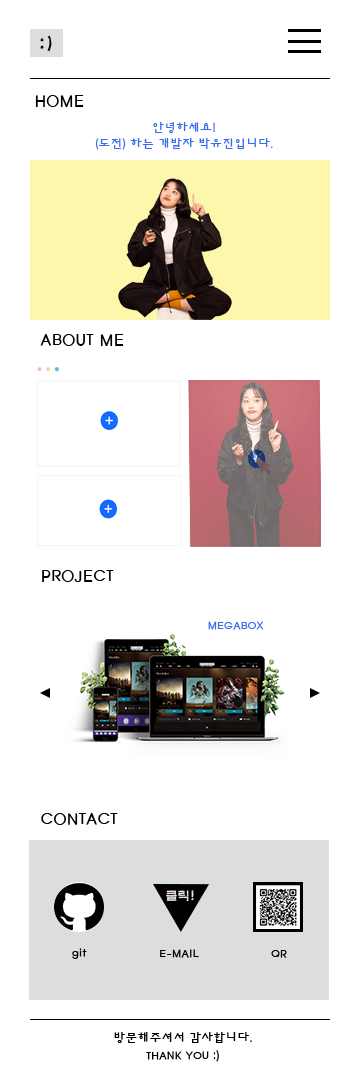 :)
HOME
안녕하세요!
(도전) 하는 개발자 박유진입니다.
ABOUT ME
PROJECT
MEGABOX
CONTACT
클릭!
git
E-MAIL
QR
방문해주셔서 감사합니다.
THANK YOU :)